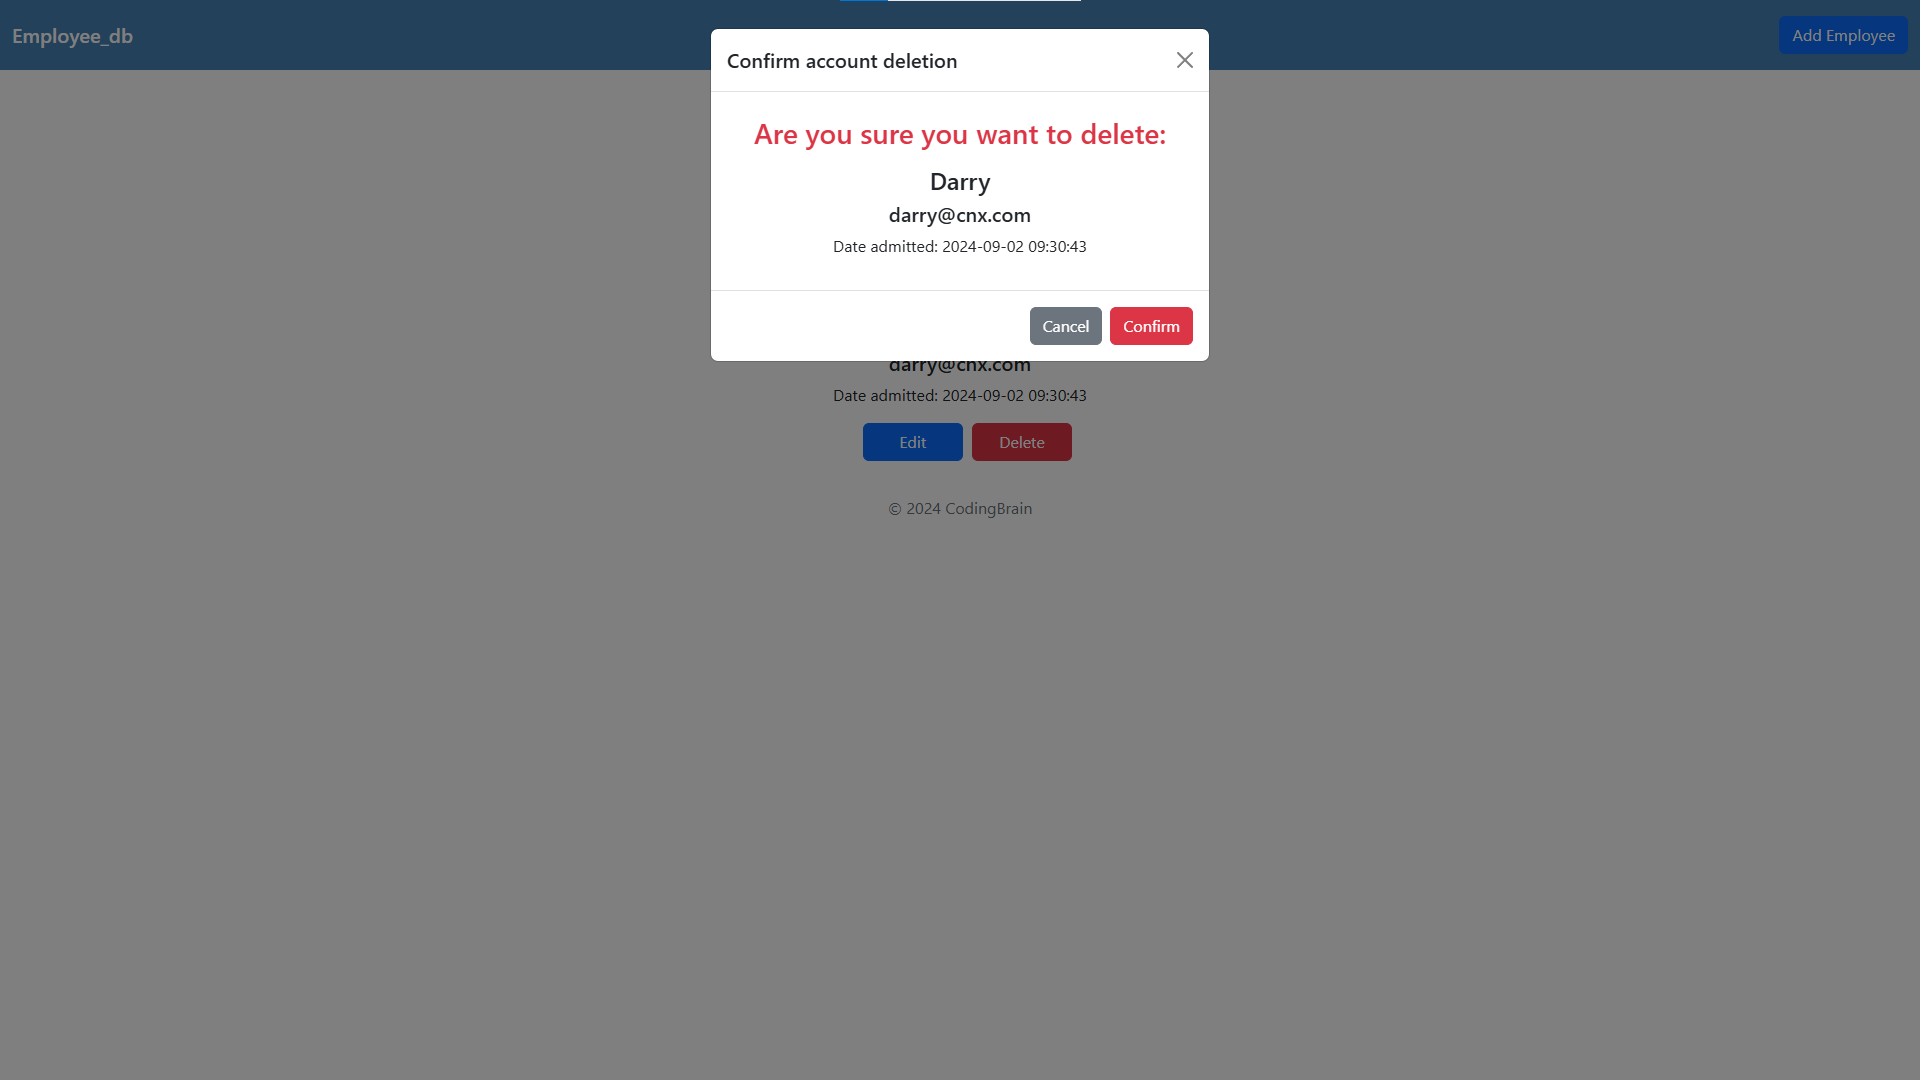 Employee_db
Add Employee
Confirm account deletion
Are you sure you want to delete:
Darry
darry@cnx.com
Date admitted: 2024-09-02 09:30:43
Cancel
Confirm
darry@cnx.com
Date admitted: 2024-09-02 09:30:43
Edit
Delete
© 2024 CodingBrain